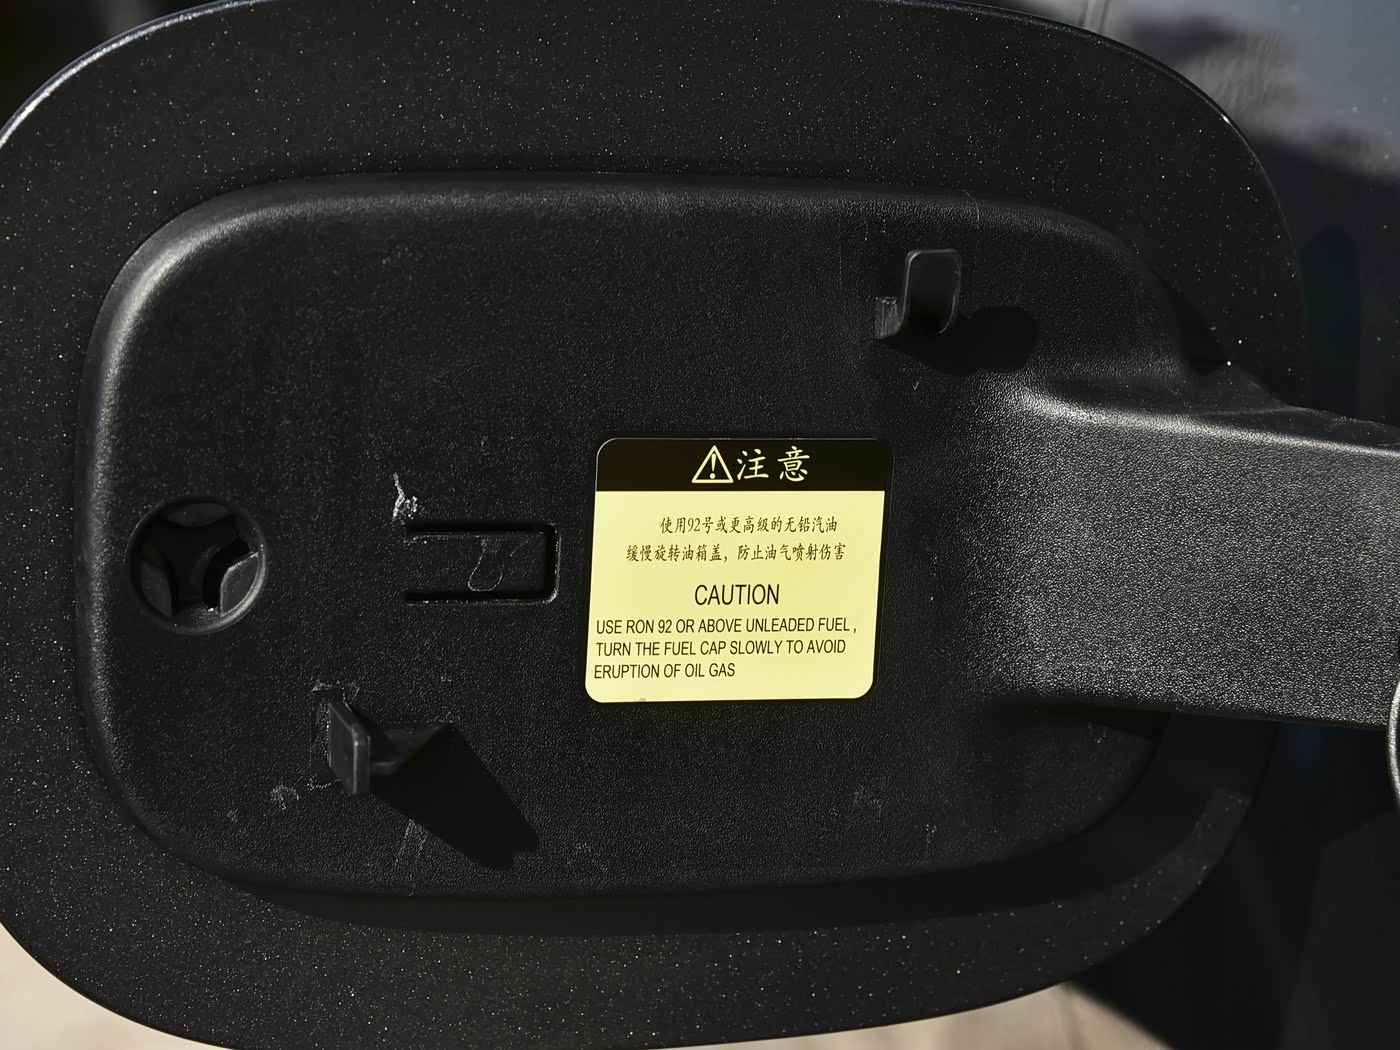 注意
使用92号或更高级的无铅汽油
缓慢旋转油箱盖，防止油气喷射伤害
CAUTION
USE RON 92 OR ABOVE UNLEADED FUEL ,
TURN THE FUEL CAP SLOWLY TO AVOID
ERUPTION OF OIL GAS